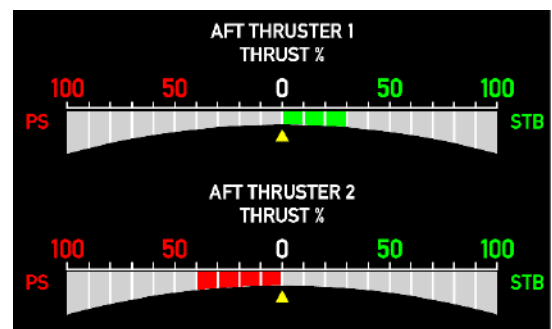 AFT THRUSTER 1
THRUST %
100 50 0 50 100
PS STB
AFT THRUSTER 2
THRUST %
100 50 0 50 100
PS STB